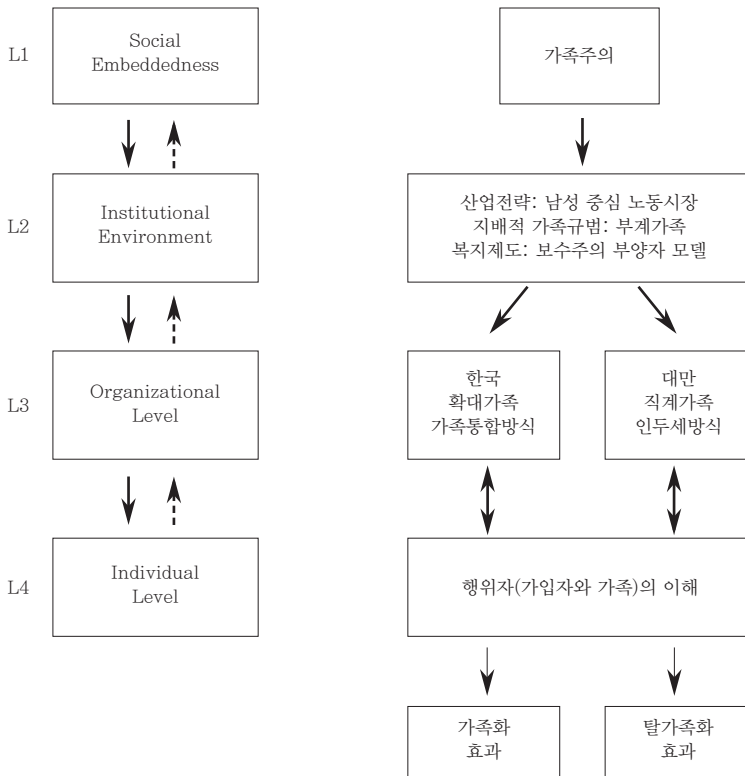 L1
Social
Embeddedness
가족주의
L2
Institutional
Environment
산업전략: 남성 중심 노동시장
지배적 가족규범: 부계가족
복지제도: 보수주의 부양자 모델
L3
Organizational
Level
한국
확대가족
가족통합방식
대만
직계가족
인두세방식
L4
Individual
Level
행위자(가입자와 가족)의 이해
가족화
효과
탈가족화
효과